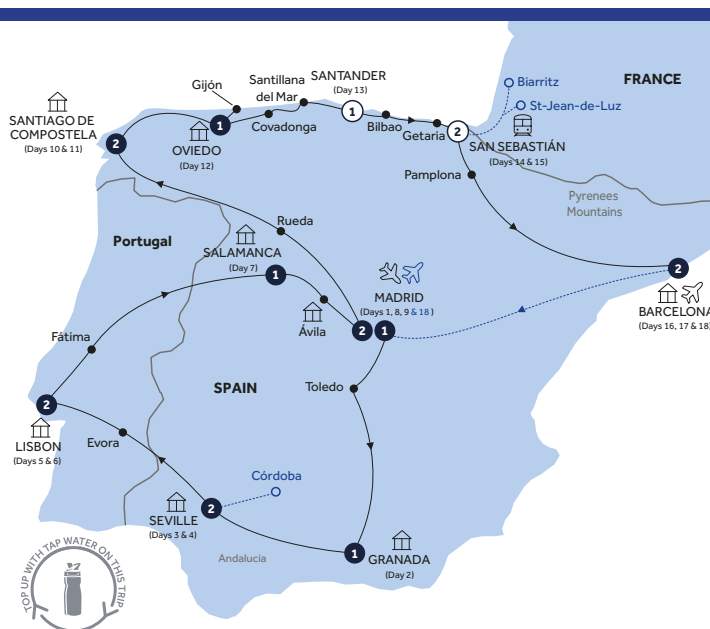 Biarritz
FRANCE
Gijón
Santillana
del Mar
SANTANDER
(Day 13)
St-Jean-de-Luz
SANTIAGO DE
COMPOSTELA
(Days 10 & 11)
2
1
OVIEDO
(Day 12)
Covadonga
1
Bilbao
Getaria
2
SAN SEBASTIÁN
(Days 14 & 15)
Pamplona
Pyrenees
Mountains
Rueda
Portugal
SALAMANCA
(Day 7)
1
MADRID
(Days 1, 8, 9 & 18 )
2
1
Ávila
2
BARCELONA
(Days 16, 17 & 18)
Fátima
SPAIN
Toledo
2
LISBON
(Days 5 & 6)
Evora
Córdoba
2
SEVILLE
(Days 3 & 4)
Andalucia
1
GRANADA
(Day 2)
TOP UP WITH TAP WATER ON THIS TRIP